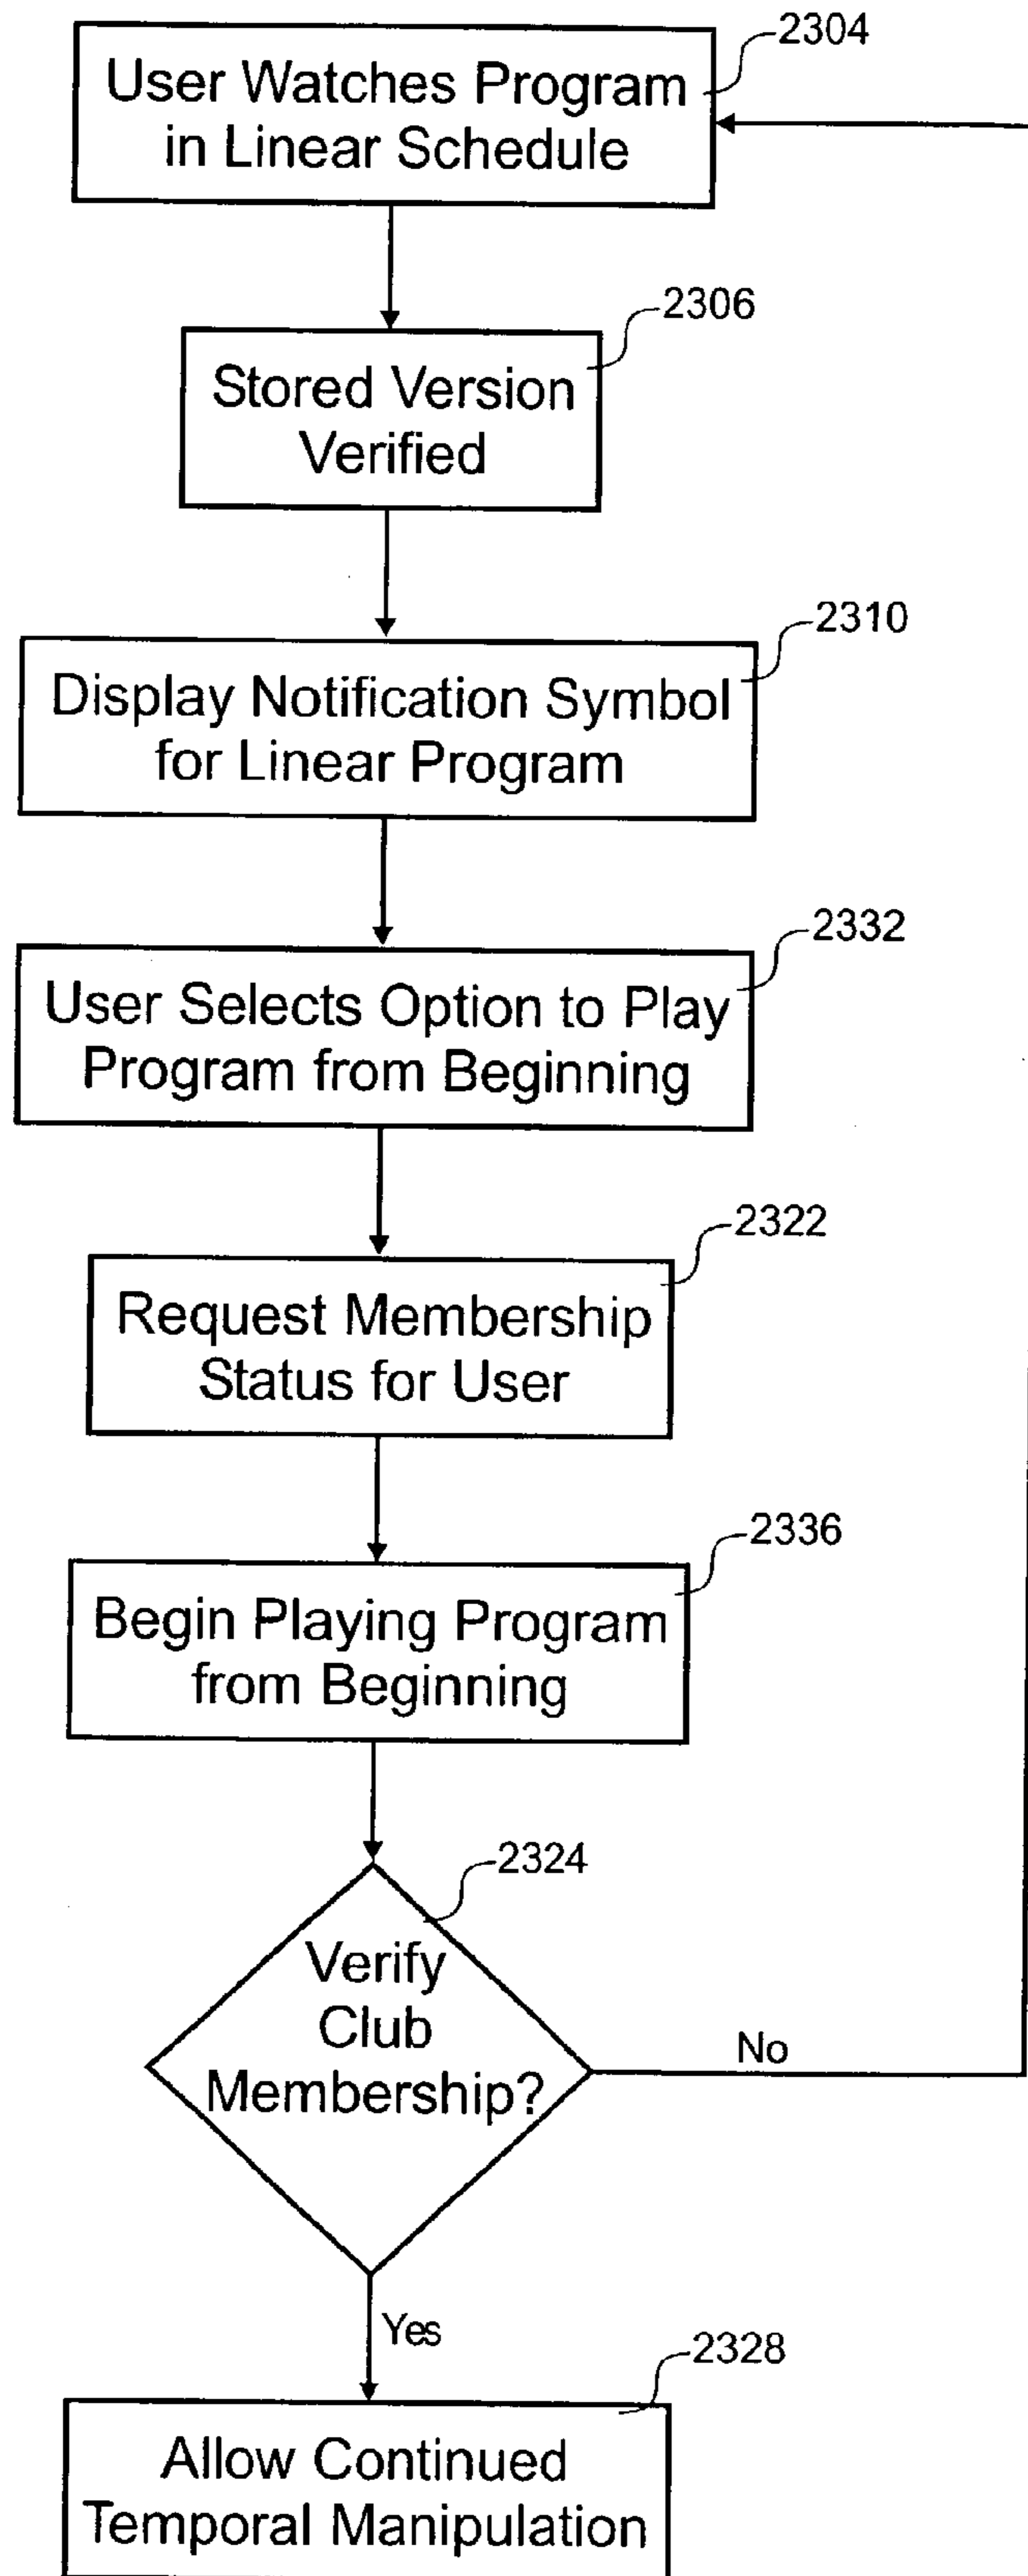 2304
User Watches Program
in Linear Schedule
2306
Stored Version
Verified
2310
Display Notification Symbol
for Linear Program
2332
User Selects Option to Play
Program from Beginning
2322
Request Membership
Status for User
2336
Begin Playing Program
from Beginning
2324
Verify
Club
Membership?
No
Yes
2328
Allow Continued
Temporal Manipulation